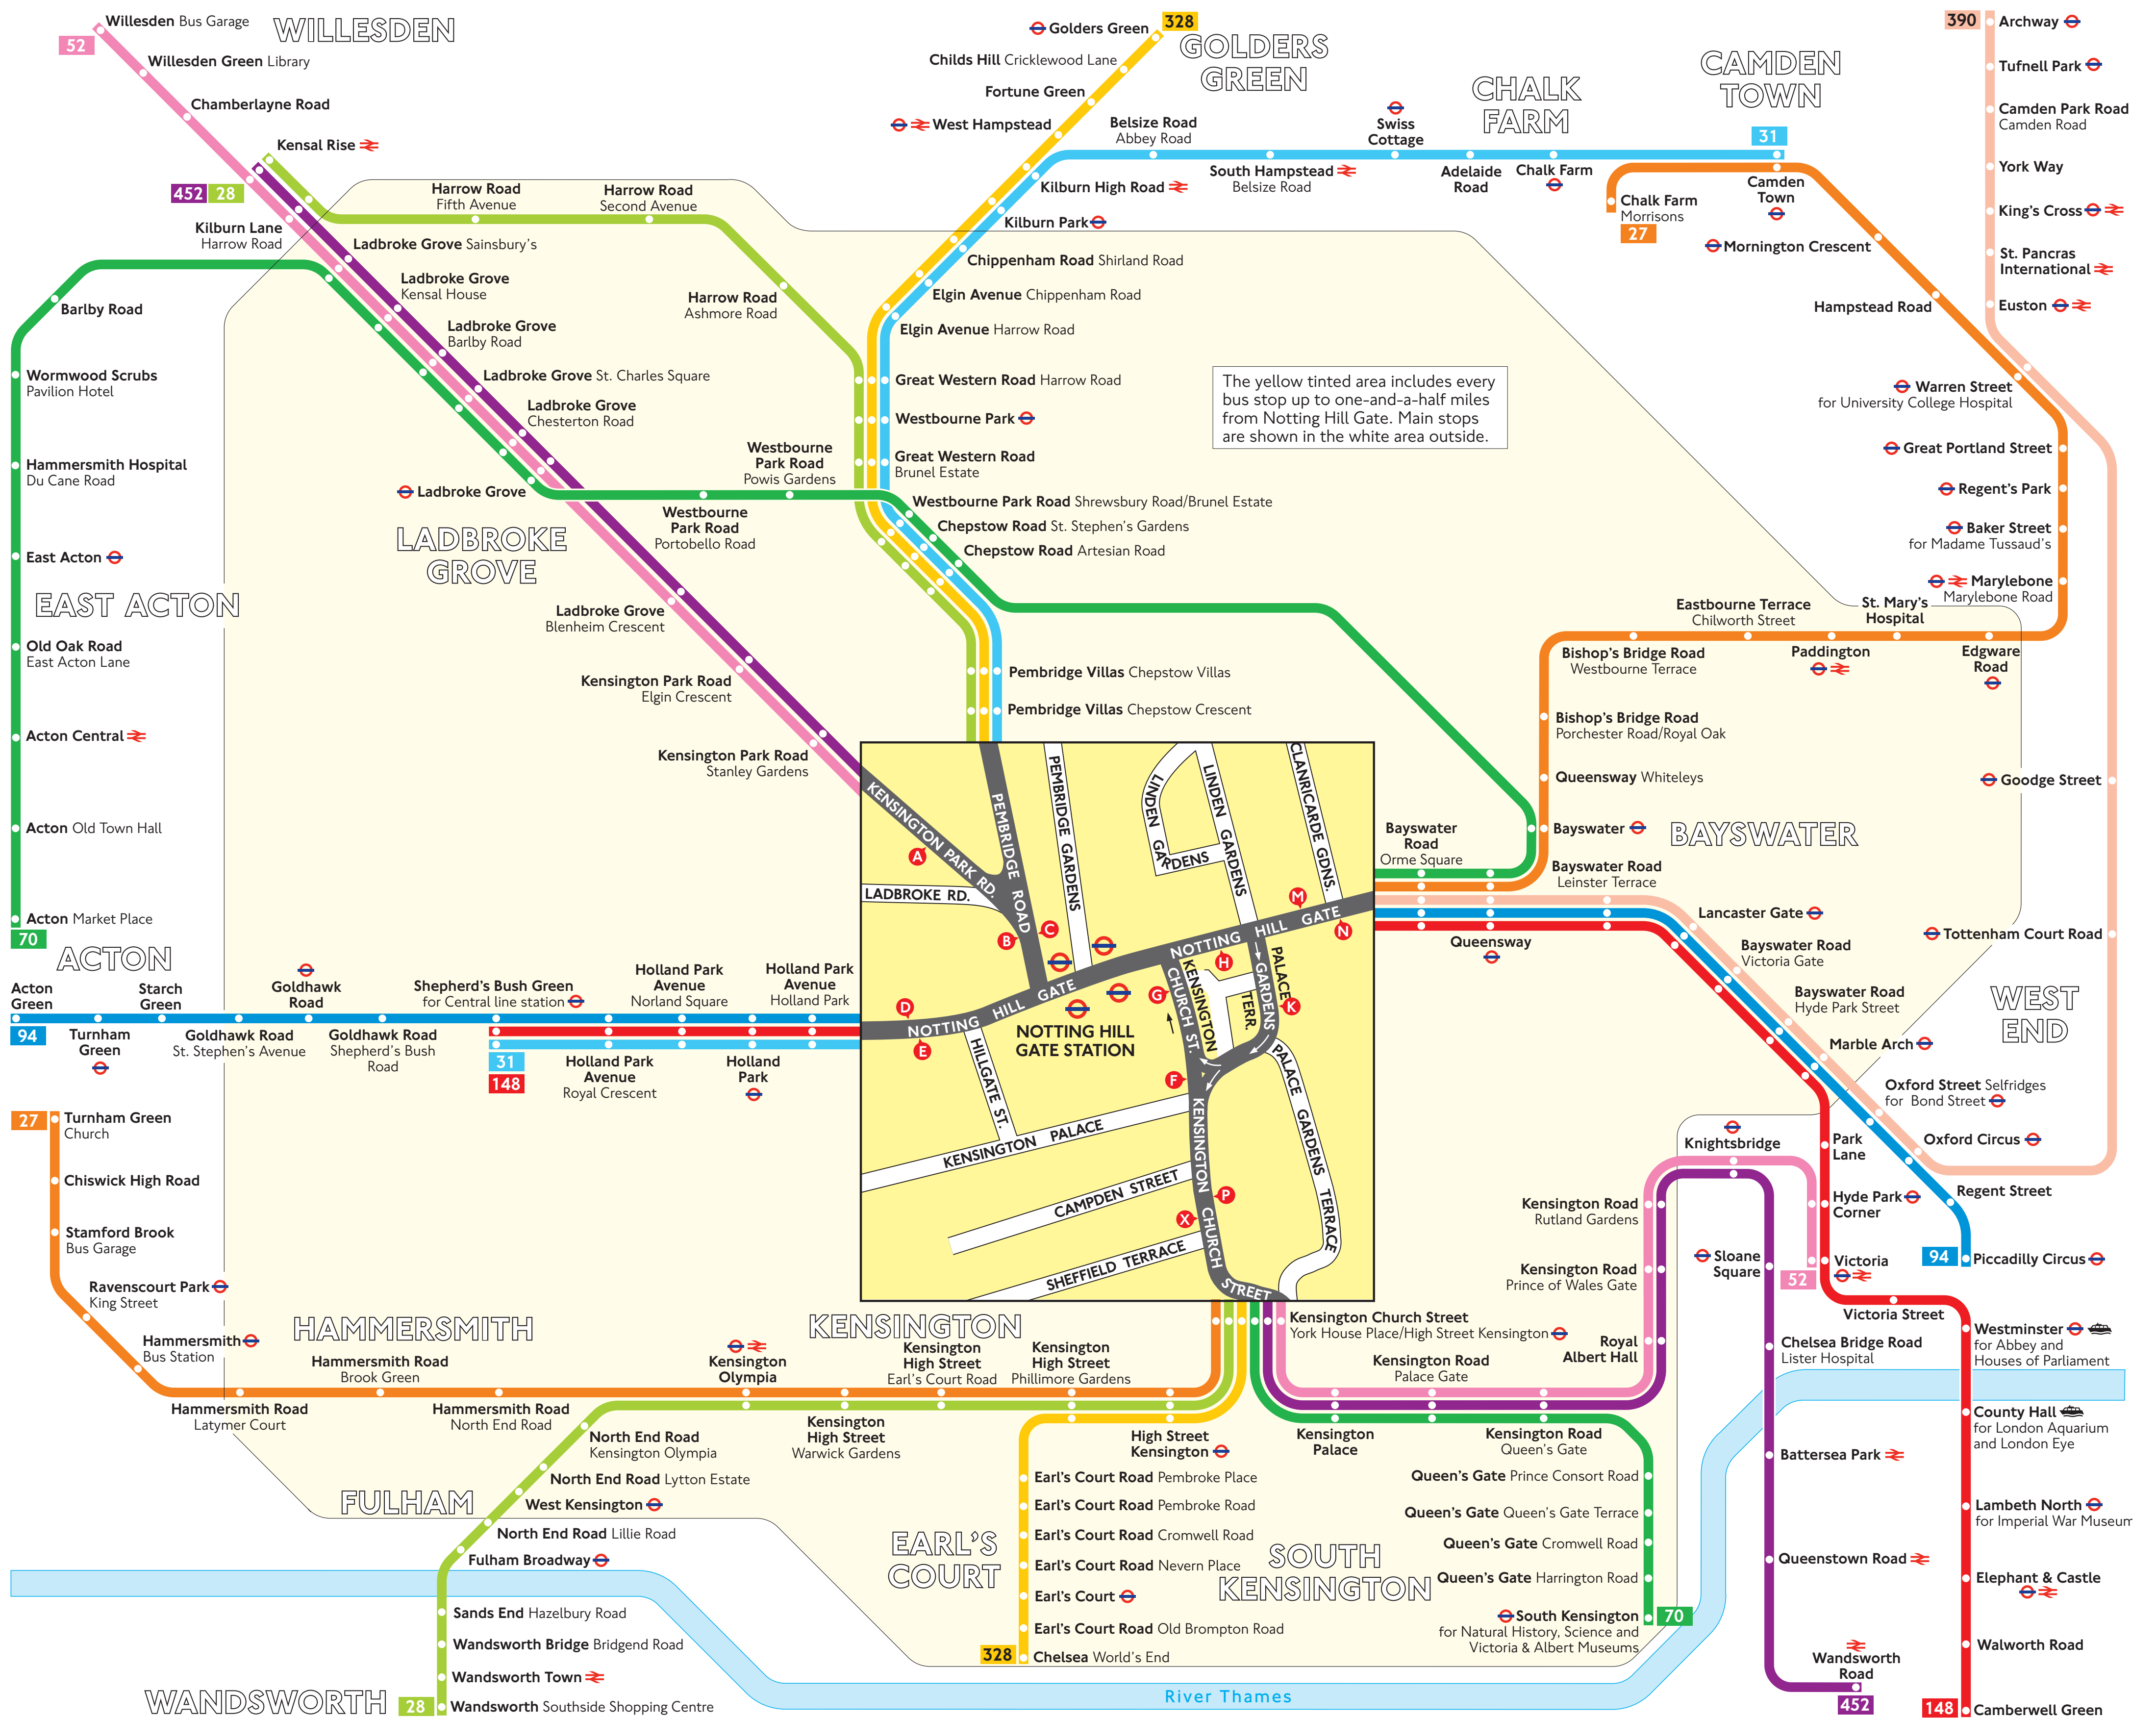 Willesden Bus Garage
WILLESDEN
52
Willesden Green Library
Chamberlayne Road
Kensal Rise
452
28
Kilburn Lane
Harrow Road
Harrow Road
Fifth Avenue
Harrow Road
Second Avenue
Ladbroke Grove Sainsbury's
Ladbroke Grove
Kensal House
Ladbroke Grove
Barlby Road
Ladbroke Grove St. Charles Square
Ladbroke Grove
Chesterton Road
Harrow Road
Ashmore Road
Barlby Road
Wormwood Scrubs
Pavilion Hotel
Hammersmith Hospital
Du Cane Road
East Acton
EAST ACTON
Old Oak Road
East Acton Lane
Acton Central
Acton Old Town Hall
Acton Market Place
70
ACTON
Ladbroke Grove
LADBROKE
GROVE
Westbourne
Park Road
Powis Gardens
Westbourne
Park Road
Portobello Road
Ladbroke Grove
Blenheim Crescent
Kensington Park Road
Elgin Crescent
Kensington Park Road
Stanley Gardens
328
Golders Green
GOLDERS
GREEN
Childs Hill Cricklewood Lane
Fortune Green
West Hampstead
Belsize Road
Abbey Road
Swiss
Cottage
CHALK
FARM
CAMDEN
TOWN
31
Kilburn High Road
South Hampstead
Belsize Road
Adelaide
Road
Chalk Farm
Camden
Town
Chalk Farm
Morrisons
27
Kilburn Park
Mornington Crescent
Chippenham Road Shirland Road
Elgin Avenue Chippenham Road
Elgin Avenue Harrow Road
Hampstead Road
Great Western Road Harrow Road
Westbourne Park
Great Western Road
Brunel Estate
Westbourne Park Road Shrewsbury Road/Brunel Estate
Chepstow Road St. Stephen's Gardens
Chepstow Road Artesian Road
Pembridge Villas Chepstow Villas
Pembridge Villas Chepstow Crescent
The yellow tinted area includes every
bus stop up to one-and-a-half miles
from Notting Hill Gate. Main stops
are shown in the white area outside.
390
Archway
Tufnell Park
Camden Park Road
Camden Road
York Way
King's Cross
St. Pancras
International
Euston
Warren Street
for University College Hospital
Great Portland Street
Regent's Park
Baker Street
for Madame Tussaud's
Marylebone
Marylebone Road
Eastbourne Terrace
Chilworth Street
St. Mary's
Hospital
Bishop's Bridge Road
Westbourne Terrace
Paddington
Edgware
Road
Bishop's Bridge Road
Porchester Road/Royal Oak
Queensway Whiteleys
Goodge Street
Bayswater
BAYSWATER
Bayswater
Road
Orme Square
Bayswater Road
Leinster Terrace
Queensway
Lancaster Gate
Tottenham Court Road
Bayswater Road
Victoria Gate
Bayswater Road
Hyde Park Street
WEST
END
Marble Arch
Oxford Street Selfridges
for Bond Street
Oxford Circus
Regent Street
94
Piccadilly Circus
KENSINGTON PARK RD.
PEMBRIDGE ROAD
PEMBRIDGE GARDENS
LINDEN GARDENS
LINDEN GARDENS
CLANRICARDE GDNS.
LADBROKE RD.
NOTTING HILL GATE
NOTTING HILL GATE
NOTTING HILL
GATE STATION
HILLGATE ST.
KENSINGTON CHURCH ST.
KENSINGTON
PALACE
GARDENS
TERR.
PALACE GARDENS TERRACE
KENSINGTON PALACE
CAMPDEN STREET
SHEFFIELD TERRACE
KENSINGTON CHURCH STREET
A
B
C
D
E
F
G
H
K
M
N
P
X
Acton
Green
94
Turnham
Green
Starch
Green
Goldhawk Road
St. Stephen's Avenue
Goldhawk
Road
Goldhawk Road
Shepherd's Bush
Road
Shepherd's Bush Green
for Central line station
31
148
Holland Park
Avenue
Royal Crescent
Holland Park
Avenue
Norland Square
Holland
Park
Holland Park
Avenue
Holland Park
27
Turnham Green
Church
Chiswick High Road
Stamford Brook
Bus Garage
Ravenscourt Park
King Street
Hammersmith
Bus Station
HAMMERSMITH
Hammersmith Road
Latymer Court
Hammersmith Road
Brook Green
Hammersmith Road
North End Road
Kensington
Olympia
KENSINGTON
Kensington
High Street
Warwick Gardens
Kensington
High Street
Earl's Court Road
Kensington
High Street
Phillimore Gardens
High Street
Kensington
North End Road
Kensington Olympia
North End Road Lytton Estate
West Kensington
FULHAM
North End Road Lillie Road
Fulham Broadway
Sands End Hazelbury Road
Wandsworth Bridge Bridgend Road
Wandsworth Town
WANDSWORTH
28
Wandsworth Southside Shopping Centre
Earl's Court Road Pembroke Place
Earl's Court Road Pembroke Road
Earl's Court Road Cromwell Road
Earl's Court Road Nevern Place
Earl's Court
Earl's Court Road Old Brompton Road
328
Chelsea World's End
EARL'S
COURT
River Thames
Kensington Church Street
York House Place/High Street Kensington
Kensington Road
Palace Gate
Kensington
Palace
Kensington Road
Queen's Gate
Queen's Gate Prince Consort Road
Queen's Gate Queen's Gate Terrace
Queen's Gate Cromwell Road
Queen's Gate Harrington Road
SOUTH
KENSINGTON
South Kensington
for Natural History, Science and
Victoria & Albert Museums
70
Royal
Albert Hall
Kensington Road
Prince of Wales Gate
Kensington Road
Rutland Gardens
Knightsbridge
Park
Lane
Hyde Park
Corner
52
Victoria
Sloane
Square
Victoria Street
Westminster
for Abbey and
Houses of Parliament
Chelsea Bridge Road
Lister Hospital
County Hall
for London Aquarium
and London Eye
Battersea Park
Lambeth North
for Imperial War Museum
Queenstown Road
Elephant & Castle
Walworth Road
Wandsworth
Road
452
148
Camberwell Green